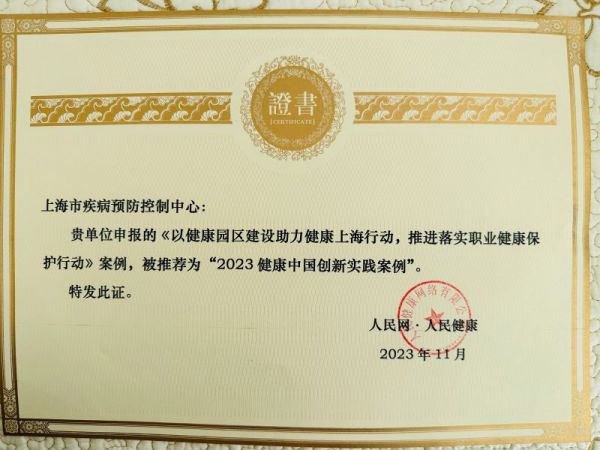 證書
[CERTIFICATE]
上海市疾病预防控制中心：
贵单位申报的《以健康园区建设助力健康上海行动，推进落实职业健康保
护行动》案例，被推荐为“2023健康中国创新实践案例”。
特发此证。
人民网·人民健康
2023年11月